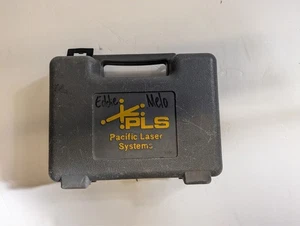 Eddie Melo
PLS
Pacific Laser
Systems